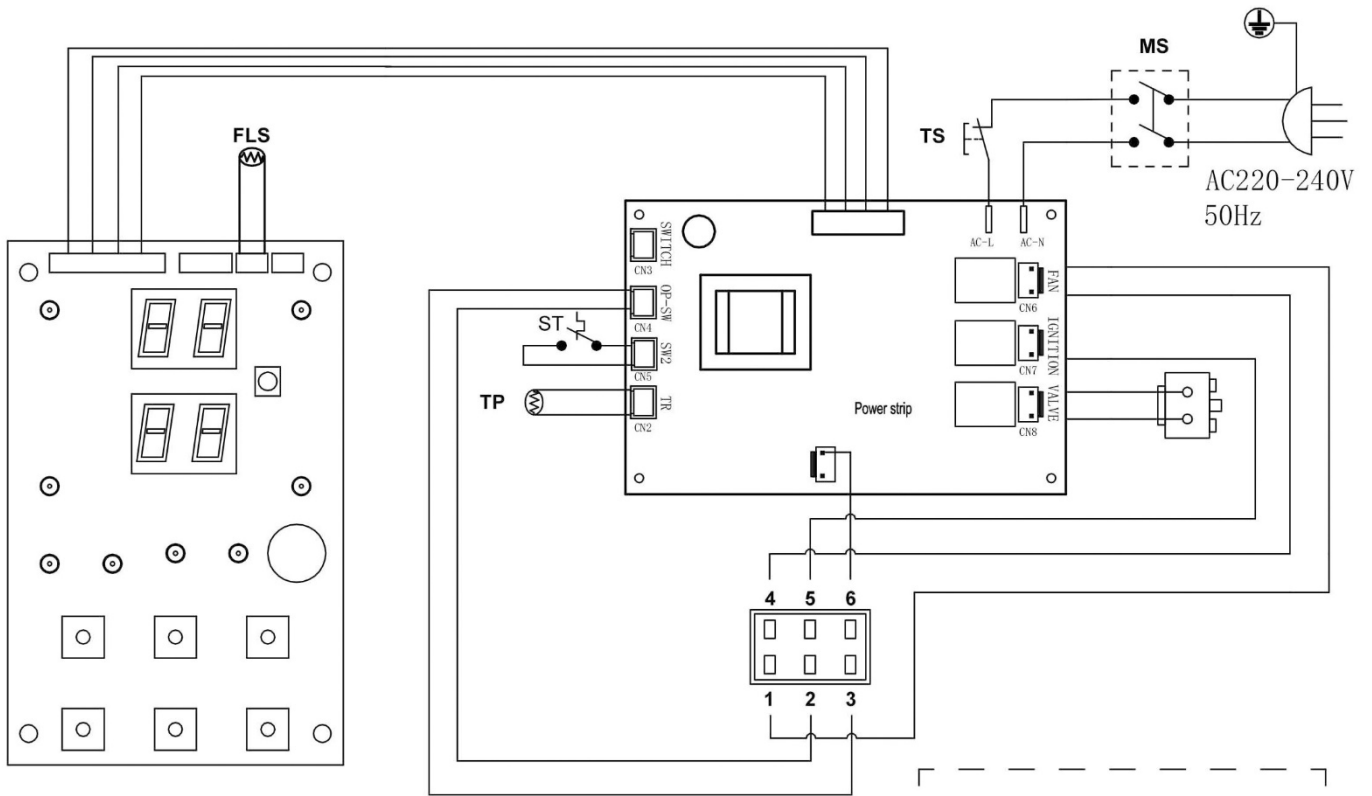 MS
FLS
TS
AC220-240V
50Hz
AC-L AC-N
SWITCH
CN3
FAN
CN6
OP-SW
CN4
ST
SW2
CN5
IGNITION
CN7
TP
TR
CN2
VALVE
CN8
Power strip
4 5 6
1 2 3